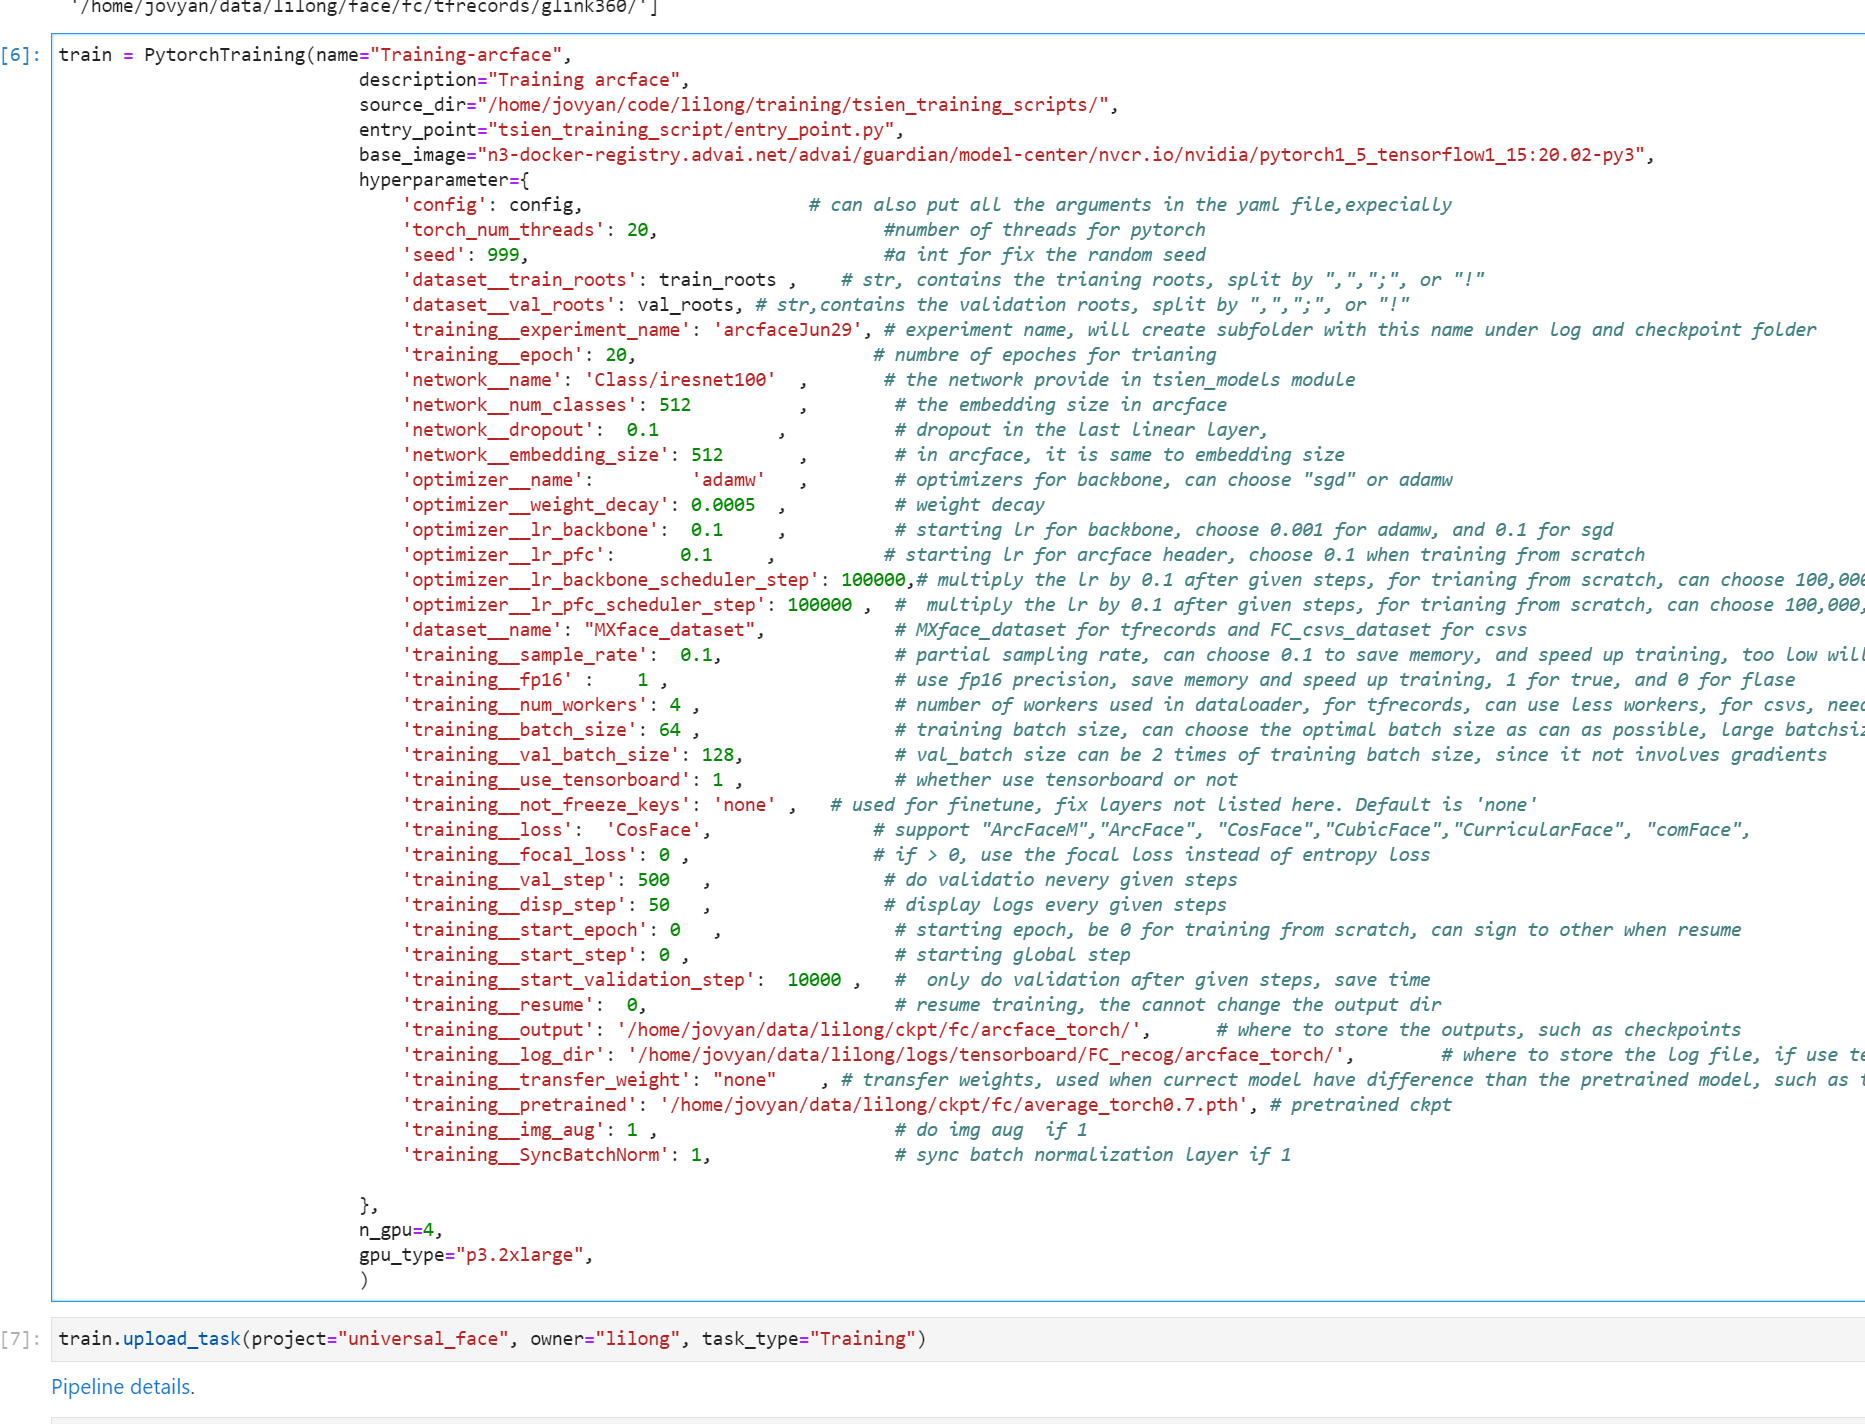 '/home/jovyan/data/lilong/face/fc/tfrecords/glink360/']
[6]: train = PytorchTraining(name="Training-arcface",
description="Training arcface",
source_dir="/home/jovyan/code/lilong/training/tsien_training_scripts/",
entry_point="tsien_training_script/entry_point.py",
base_image="n3-docker-registry.advai.net/advai/guardian/model-center/nvcr.io/nvidia/pytorch1_5_tensorflow1_15:20.02-py3",
hyperparameter={
'config': config, # can also put all the arguments in the yaml file,expecially
'torch_num_threads': 20, #number of threads for pytorch
'seed': 999, #a int for fix the random seed
'dataset__train_roots': train_roots , # str, contains the trianing roots, split by ",",";", or "!"
'dataset__val_roots': val_roots, # str,contains the validation roots, split by ",",";", or "!"
'training__experiment_name': 'arcfaceJun29', # experiment name, will create subfolder with this name under log and checkpoint folder
'training__epoch': 20, # numbre of epoches for trianing
'network__name': 'Class/iresnet100' , # the network provide in tsien_models module
'network__num_classes': 512 , # the embedding size in arcface
'network__dropout': 0.1 , # dropout in the last linear layer,
'network__embedding_size': 512 , # in arcface, it is same to embedding size
'optimizer__name': 'adamw' , # optimizers for backbone, can choose "sgd" or adamw
'optimizer__weight_decay': 0.0005 , # weight decay
'optimizer__lr_backbone': 0.1 , # starting lr for backbone, choose 0.001 for adamw, and 0.1 for sgd
'optimizer__lr_pfc': 0.1 , # starting lr for arcface header, choose 0.1 when training from scratch
'optimizer__lr_backbone_scheduler_step': 100000,# multiply the lr by 0.1 after given steps, for trianing from scratch, can choose 100,000
'optimizer__lr_pfc_scheduler_step': 100000 , # multiply the lr by 0.1 after given steps, for trianing from scratch, can choose 100,000,
'dataset__name': "MXface_dataset", # MXface_dataset for tfrecords and FC_csvs_dataset for csvs
'training__sample_rate': 0.1, # partial sampling rate, can choose 0.1 to save memory, and speed up training, too low will
'training__fp16' : 1 , # use fp16 precision, save memory and speed up training, 1 for true, and 0 for flase
'training__num_workers': 4 , # number of workers used in dataloader, for tfrecords, can use less workers, for csvs, need
'training__batch_size': 64 , # training batch size, can choose the optimal batch size as can as possible, large batchsiz
'training__val_batch_size': 128, # val_batch size can be 2 times of training batch size, since it not involves gradients
'training__use_tensorboard': 1 , # whether use tensorboard or not
'training__not_freeze_keys': 'none' , # used for finetune, fix layers not listed here. Default is 'none'
'training__loss': 'CosFace', # support "ArcFaceM","ArcFace", "CosFace","CubicFace","CurricularFace", "comFace",
'training__focal_loss': 0 , # if > 0, use the focal loss instead of entropy loss
'training__val_step': 500 , # do validatio nevery given steps
'training__disp_step': 50 , # display logs every given steps
'training__start_epoch': 0 , # starting epoch, be 0 for training from scratch, can sign to other when resume
'training__start_step': 0 , # starting global step
'training__start_validation_step': 10000 , # only do validation after given steps, save time
'training__resume': 0, # resume training, the cannot change the output dir
'training__output': '/home/jovyan/data/lilong/ckpt/fc/arcface_torch/', # where to store the outputs, such as checkpoints
'training__log_dir': '/home/jovyan/data/lilong/logs/tensorboard/FC_recog/arcface_torch/', # where to store the log file, if use te
'training__transfer_weight': "none" , # transfer weights, used when currect model have difference than the pretrained model, such as t
'training__pretrained': '/home/jovyan/data/lilong/ckpt/fc/average_torch0.7.pth', # pretrained ckpt
'training__img_aug': 1 , # do img aug if 1
'training__SyncBatchNorm': 1, # sync batch normalization layer if 1
},
n_gpu=4,
gpu_type="p3.2xlarge",
)
[7]: train.upload_task(project="universal_face", owner="lilong", task_type="Training")
Pipeline details.